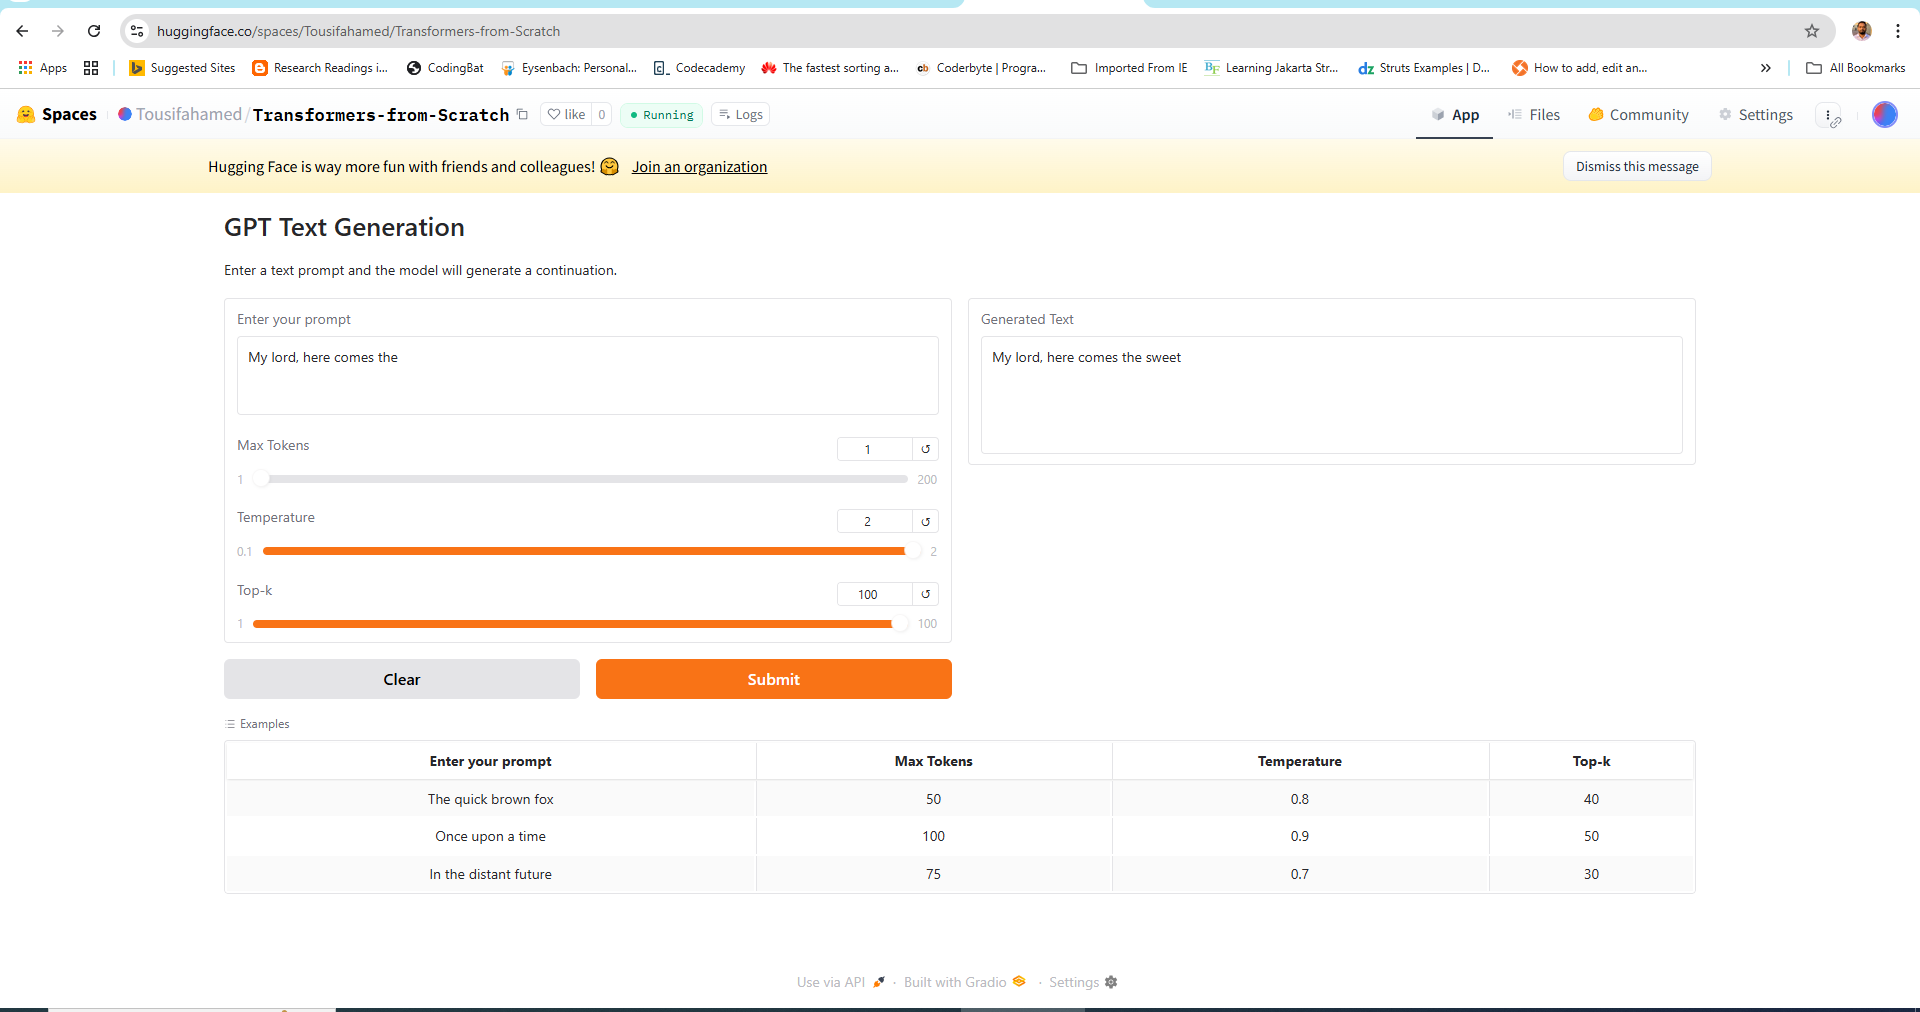 huggingface.co/spaces/Tousifahamed/Transformers-from-Scratch
Apps Suggested Sites Research Readings i... CodingBat Eysenbach: Personal... Codecademy The fastest sorting a... Coderbyte | Progra... Imported From IE Learning Jakarta Str... Struts Examples | D... How to add, edit an... » All Bookmarks
Spaces Tousifahamed/Transformers-from-Scratch like 0 Running Logs App Files Community Settings
Hugging Face is way more fun with friends and colleagues! 🤗 Join an organization Dismiss this message
GPT Text Generation
Enter a text prompt and the model will generate a continuation.
Enter your prompt
My lord, here comes the
Max Tokens 1
1 200
Temperature 2
0.1 2
Top-k 100
1 100
Clear Submit
Generated Text
My lord, here comes the sweet
Examples
Enter your prompt Max Tokens Temperature Top-k
The quick brown fox 50 0.8 40
Once upon a time 100 0.9 50
In the distant future 75 0.7 30
Use via API · Built with Gradio · Settings